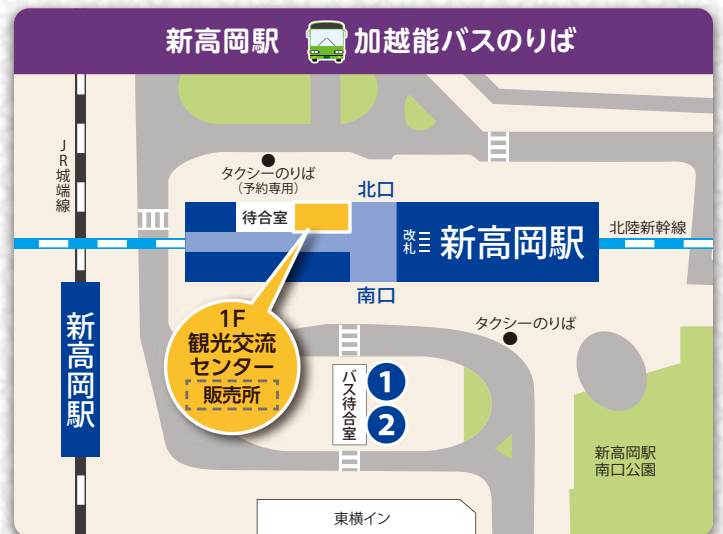 新高岡駅 加越能バスのりば
JR城端線
タクシーのりば
(予約専用)
北口
待合室
改札
新高岡駅
北陸新幹線
南口
新高岡駅
1F
観光交流
センター
販売所
タクシーのりば
バス待合室
1
2
新高岡駅
南口公園
東横イン